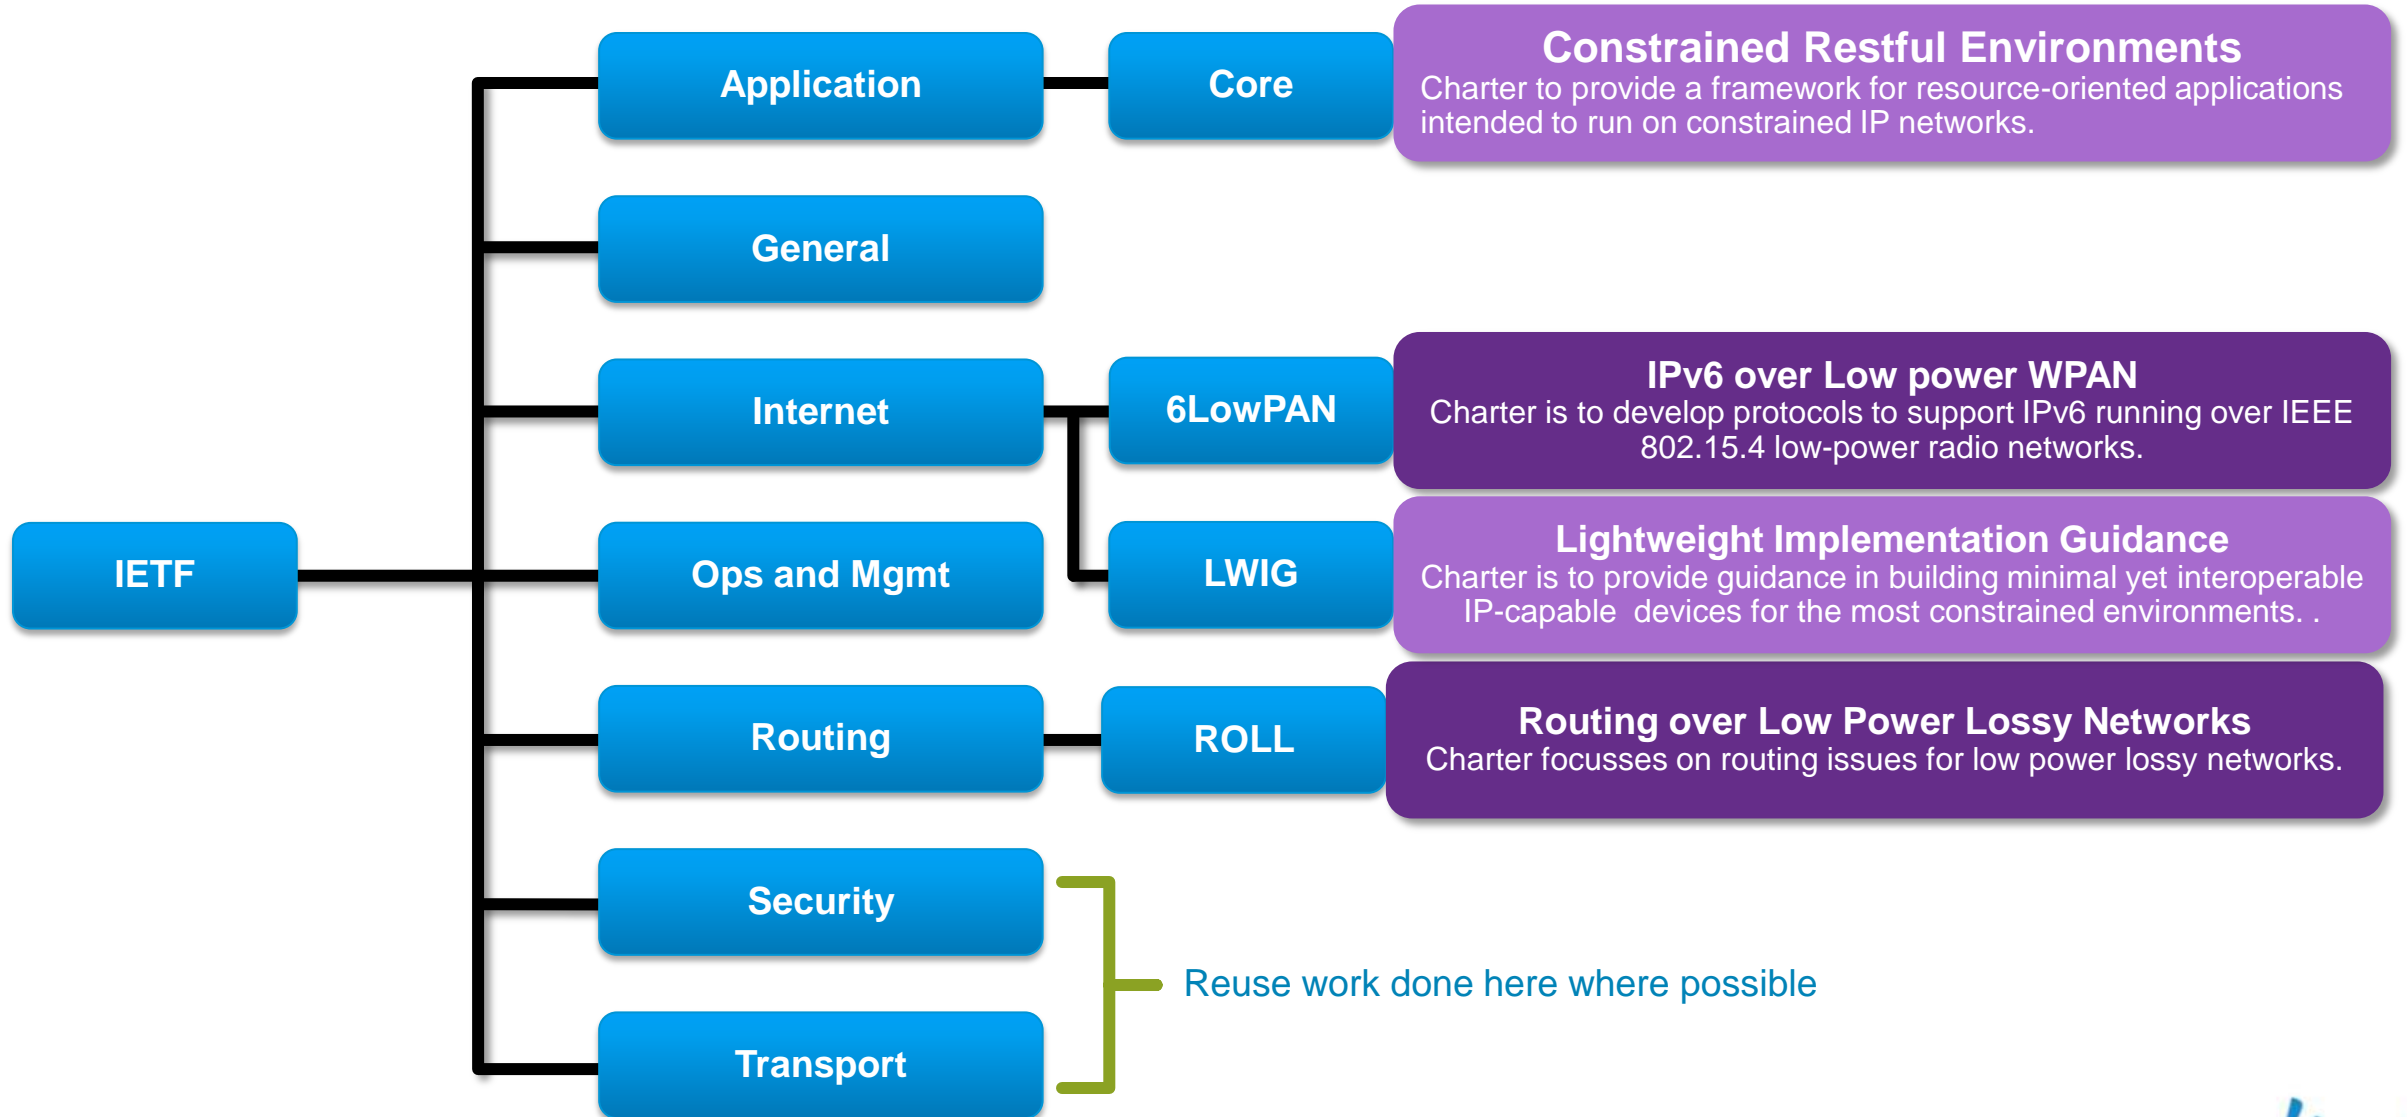 Application
Core
Constrained Restful Environments
Charter to provide a framework for resource-oriented applications
intended to run on constrained IP networks.
General
Internet
6LowPAN
IPv6 over Low power WPAN
Charter is to develop protocols to support IPv6 running over IEEE
802.15.4 low-power radio networks.
IETF
Ops and Mgmt
LWIG
Lightweight Implementation Guidance
Charter is to provide guidance in building minimal yet interoperable
IP-capable  devices for the most constrained environments. .
Routing
ROLL
Routing over Low Power Lossy Networks
Charter focusses on routing issues for low power lossy networks.
Security
Reuse work done here where possible
Transport